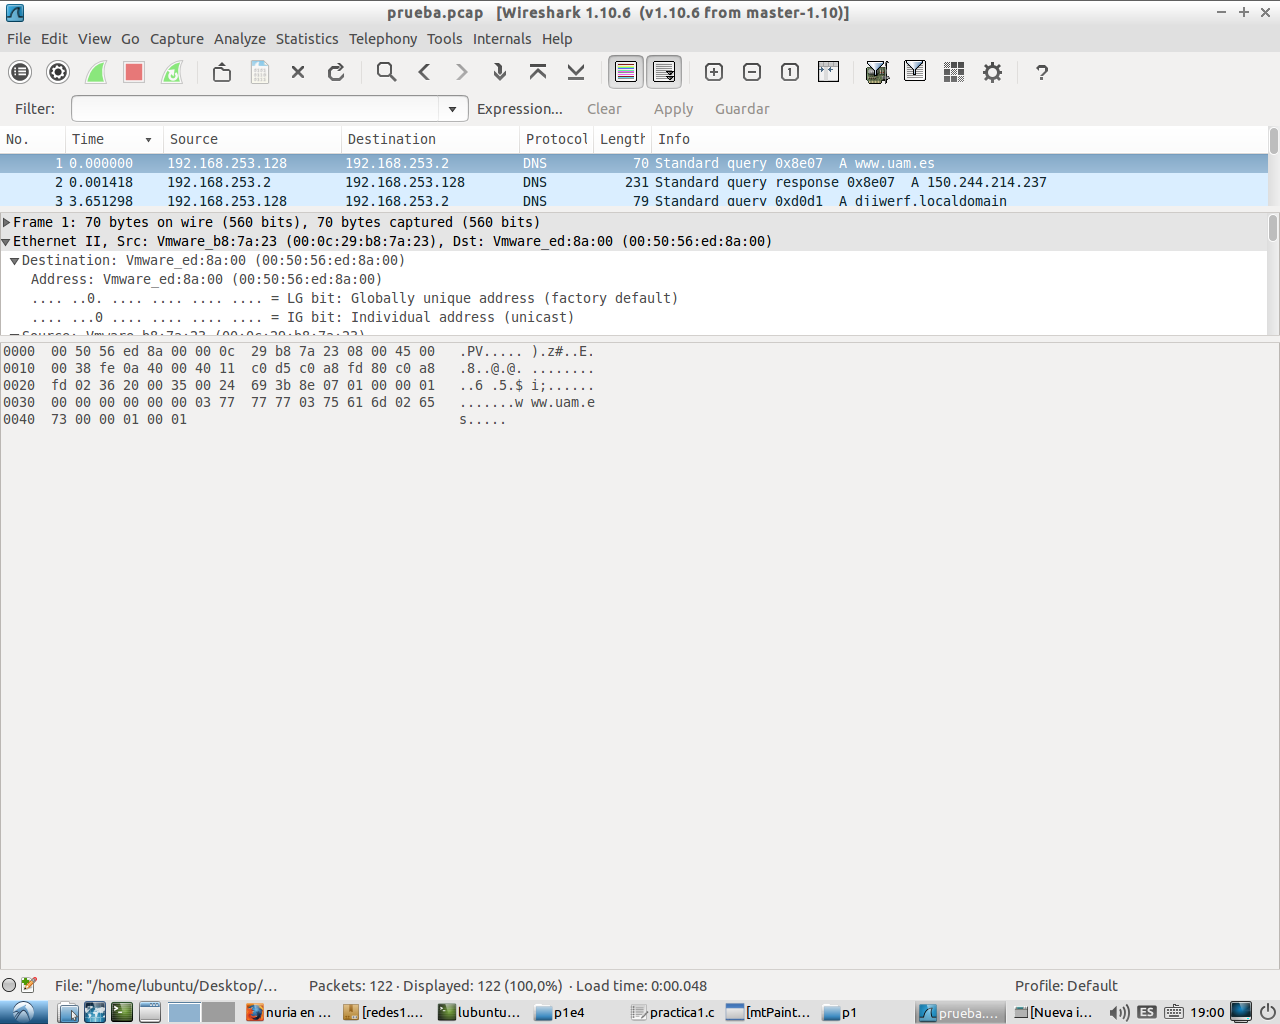 prueba.pcap   [Wireshark 1.10.6  (v1.10.6 from master-1.10)]
File Edit View Go Capture Analyze Statistics Telephony Tools Internals Help
Filter: Expression... Clear Apply Guardar
No. Time Source Destination Protocol Length Info
1 0.000000 192.168.253.128 192.168.253.2 DNS 70 Standard query 0x8e07  A www.uam.es
2 0.001418 192.168.253.2 192.168.253.128 DNS 231 Standard query response 0x8e07  A 150.244.214.237
3 3.651298 192.168.253.128 192.168.253.2 DNS 79 Standard query 0xd0d1  A djiwerf.localdomain
Frame 1: 70 bytes on wire (560 bits), 70 bytes captured (560 bits)
Ethernet II, Src: Vmware_b8:7a:23 (00:0c:29:b8:7a:23), Dst: Vmware_ed:8a:00 (00:50:56:ed:8a:00)
Destination: Vmware_ed:8a:00 (00:50:56:ed:8a:00)
Address: Vmware_ed:8a:00 (00:50:56:ed:8a:00)
.... ..0. .... .... .... .... = LG bit: Globally unique address (factory default)
.... ...0 .... .... .... .... = IG bit: Individual address (unicast)
Source: Vmware_b8:7a:23 (00:0c:29:b8:7a:23)
0000  00 50 56 ed 8a 00 00 0c  29 b8 7a 23 08 00 45 00   .PV..... ).z#..E.
0010  00 38 fe 0a 40 00 40 11  c0 d5 c0 a8 fd 80 c0 a8   .8..@.@. ........
0020  fd 02 36 20 00 35 00 24  69 3b 8e 07 01 00 00 01   ..6 .5.$ i;......
0030  00 00 00 00 00 00 03 77  77 77 03 75 61 6d 02 65   .......w ww.uam.e
0040  73 00 00 01 00 01   s.....
File: "/home/lubuntu/Desktop/... Packets: 122 · Displayed: 122 (100,0%)  · Load time: 0:00.048 Profile: Default
nuria en ... [redes1.... lubuntu... p1e4 practica1.c [mtPaint... p1 prueba.... [Nueva i... ES 19:00